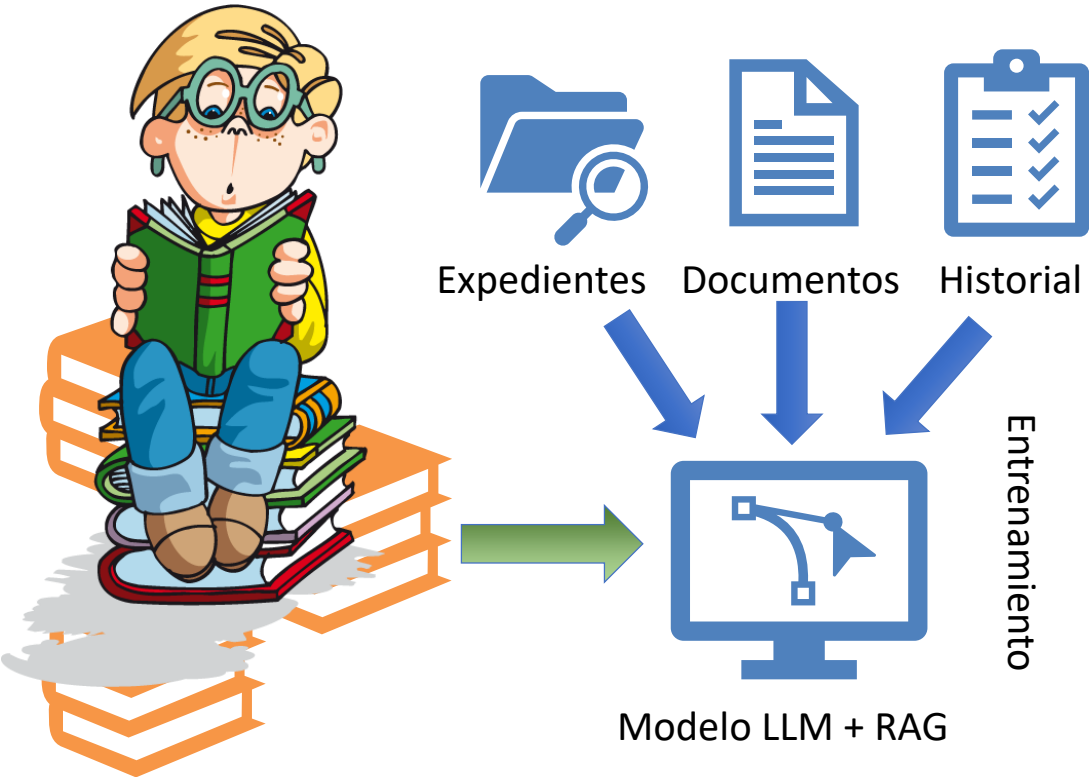 Expedientes
Documentos
Historial
Entrenamiento
Modelo LLM + RAG